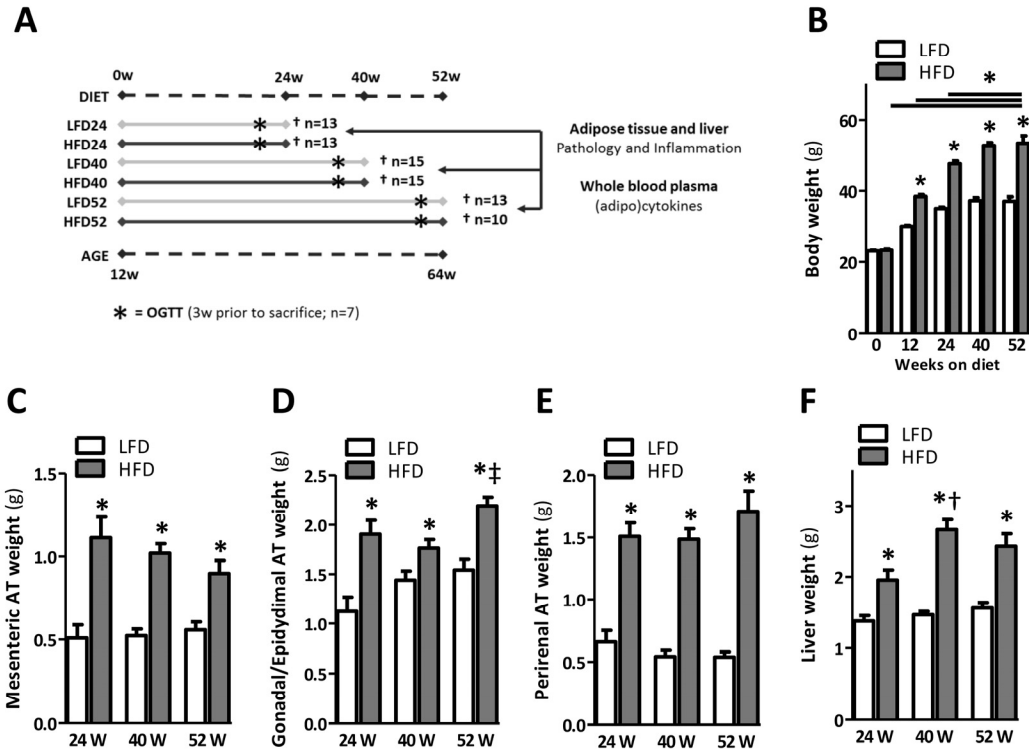 A
0w 24w 40w 52w
DIET
LFD24 * † n=13
HFD24 * † n=13
LFD40 * † n=15
HFD40 * † n=15
LFD52 * † n=13
HFD52 * † n=10
AGE
12w 64w
Adipose tissue and liver
Pathology and Inflammation
Whole blood plasma
(adipo)cytokines
* = OGTT (3w prior to sacrifice; n=7)
B
LFD
HFD
*
* * * *
Body weight (g)
60
40
20
0
0 12 24 40 52
Weeks on diet
C
LFD
HFD
* * *
Mesenteric AT weight (g)
1.5
1.0
0.5
0.0
24 W 40 W 52 W
D
LFD
HFD
* * *‡
Gonadal/Epidydimal AT weight (g)
2.5
2.0
1.5
1.0
0.5
0.0
24 W 40 W 52 W
E
LFD
HFD
* * *
Perirenal AT weight (g)
2.0
1.5
1.0
0.5
0.0
24 W 40 W 52 W
F
LFD
HFD
* *† *
Liver weight (g)
3
2
1
0
24 W 40 W 52 W